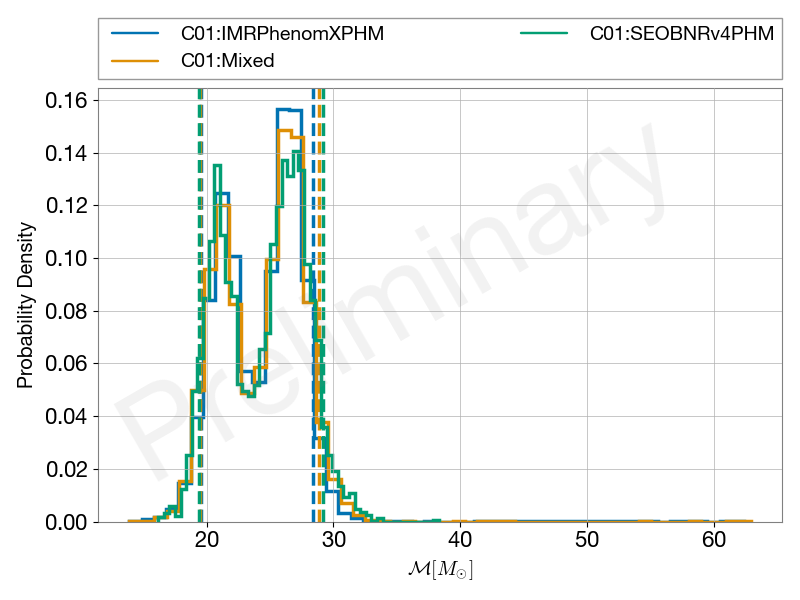 C01:IMRPhenomXPHM
C01:Mixed
C01:SEOBNRv4PHM
Probability Density
0.16
0.14
0.12
0.10
0.08
0.06
0.04
0.02
0.00
Preliminary
20 30 40 50 60
ℳ[M⊙]